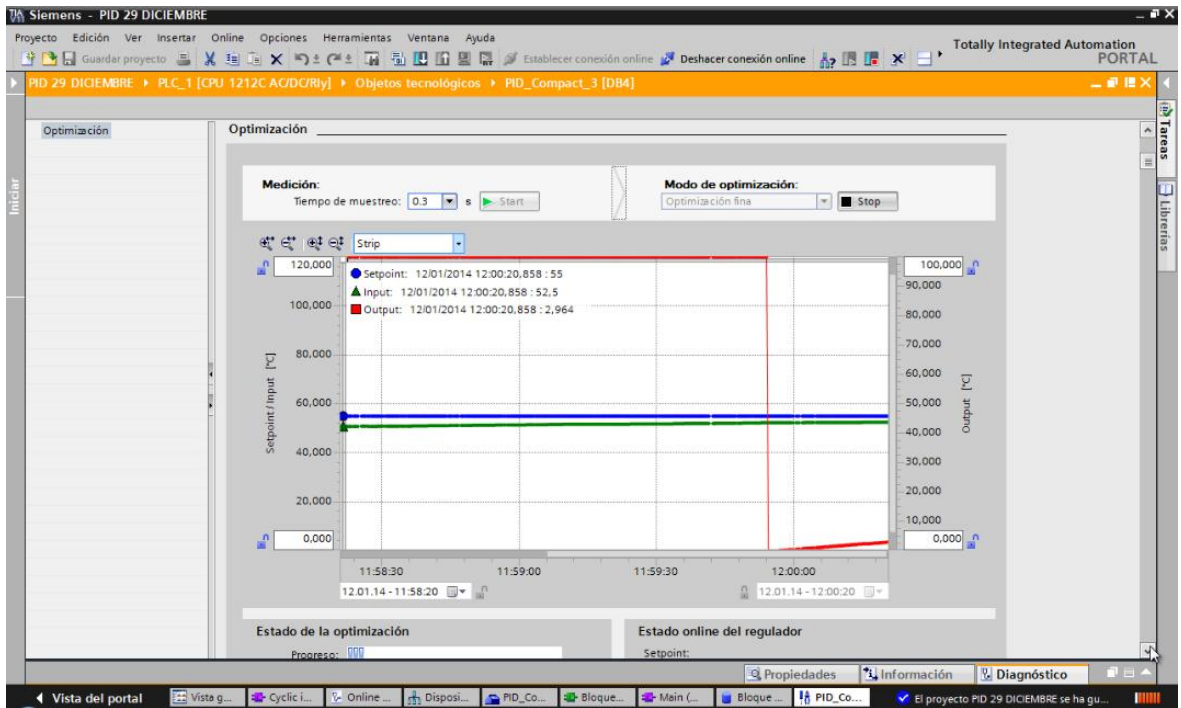 Siemens - PID 29 DICIEMBRE
Proyecto Edición Ver Insertar Online Opciones Herramientas Ventana Ayuda
Totally Integrated Automation
PORTAL
Guardar proyecto
Establecer conexión online
Deshacer conexión online
PID 29 DICIEMBRE PLC_1 [CPU 1212C AC/DC/Rly] Objetos tecnológicos PID_Compact_3 [DB4]
Iniciar
Tareas
Librerías
Optimización
Optimización
Medición:
Tiempo de muestreo: 0.3 s Start
Modo de optimización:
Optimización fina Stop
Strip
Setpoint: 12/01/2014 12:00:20,858 : 55
Input: 12/01/2014 12:00:20,858 : 52,5
Output: 12/01/2014 12:00:20,858 : 2,964
Setpoint / Input [°C]
120,000
100,000
80,000
60,000
40,000
20,000
0,000
100,000
90,000
80,000
70,000
60,000
50,000
40,000
30,000
20,000
10,000
0,000
Output [°C]
11:58:30 11:59:00 11:59:30 12:00:00
12.01.14 - 11:58:20
12.01.14 - 12:00:20
Estado de la optimización
Progreso:
Estado online del regulador
Setpoint:
Propiedades Información Diagnóstico
Vista del portal Vista g... Cyclic i... Online ... Disposi... PID_Co... Bloque... Main (... Bloque ... PID_Co...
El proyecto PID 29 DICIEMBRE se ha gu...